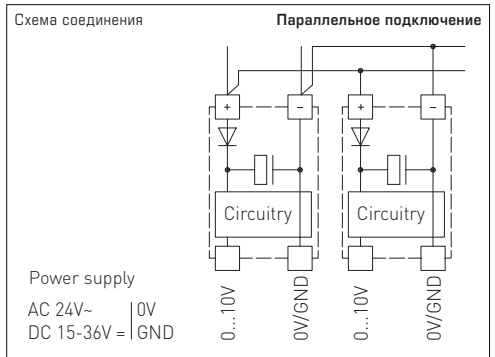 Схема соединения
Параллельное подключение
+
−
+
−
Circuitry
Circuitry
Power supply
AC 24V~ 0V
DC 15-36V = GND
0...10V
0V/GND
0...10V
0V/GND